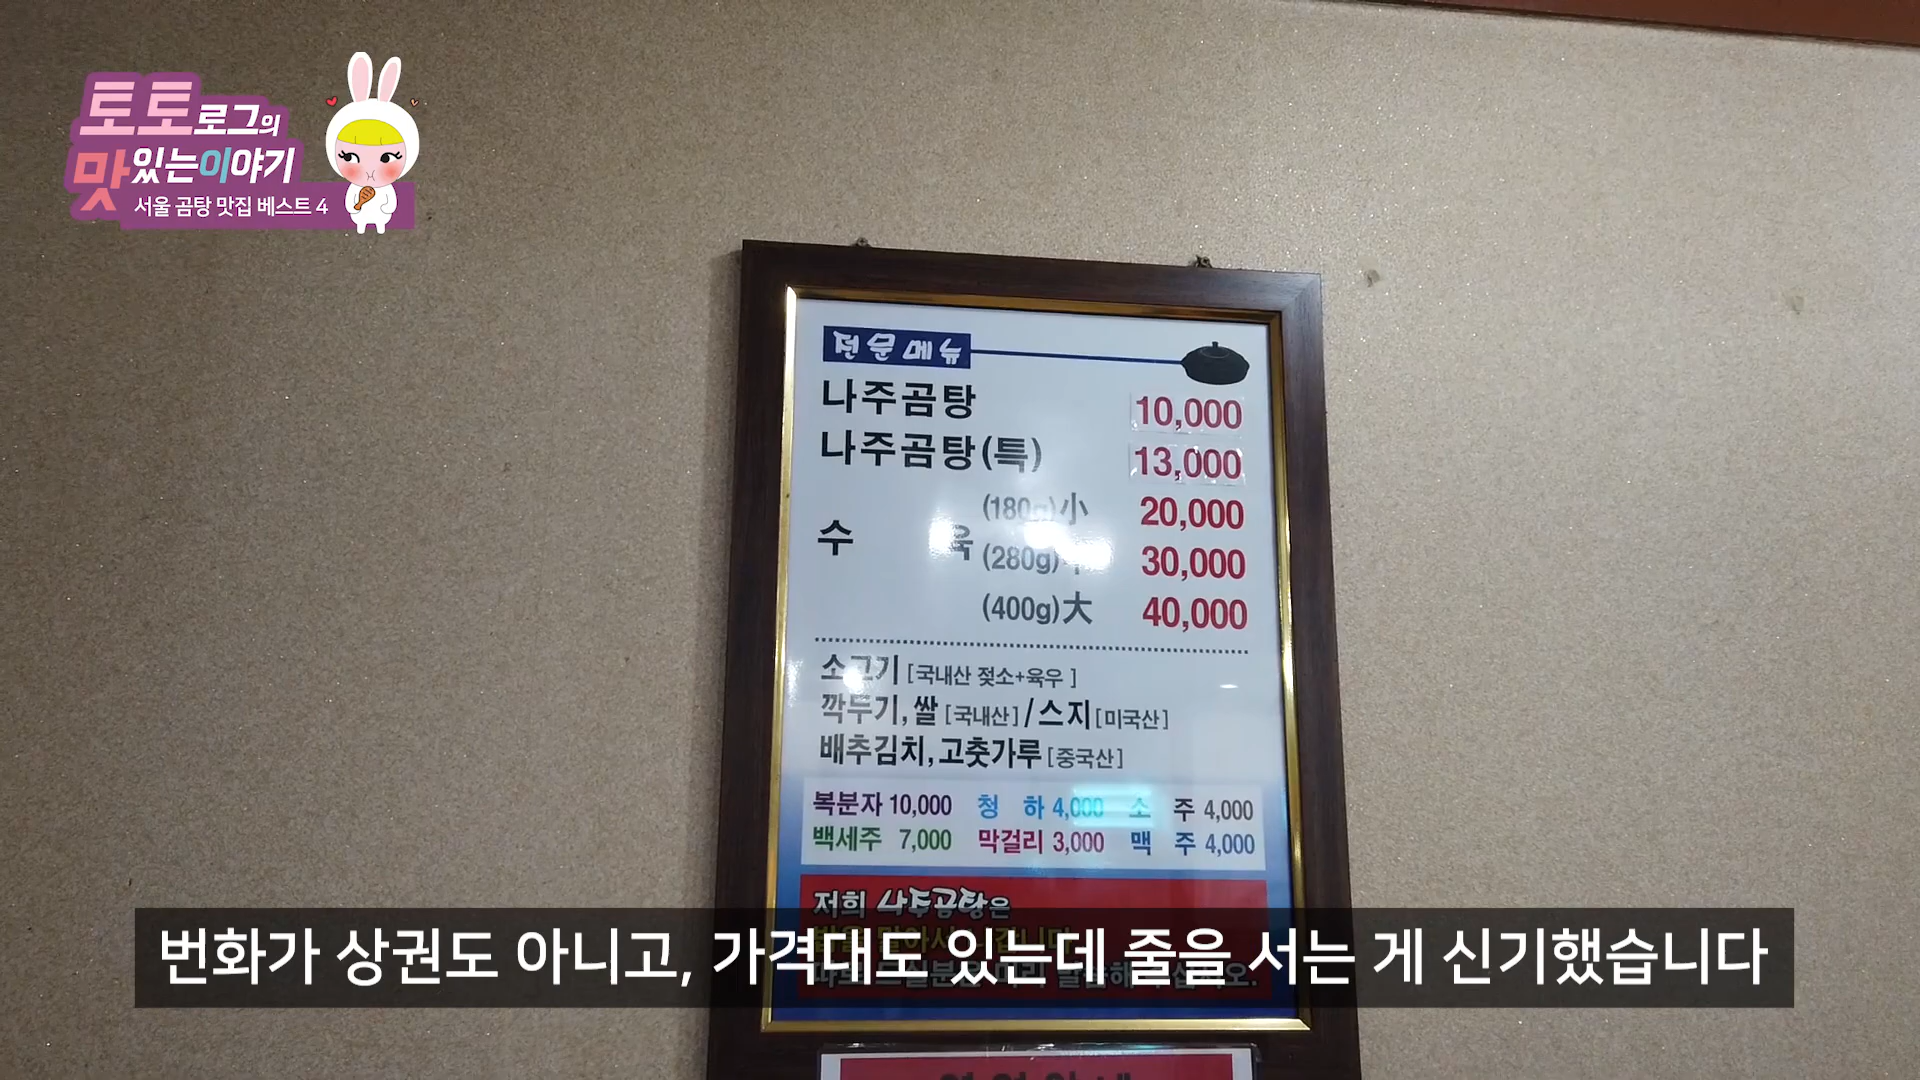 토토로그의
맛있는이야기
서울 곰탕 맛집 베스트 4
전문메뉴
나주곰탕 10,000
나주곰탕(특) 13,000
(180g)小 20,000
수육 (280g) 30,000
(400g)大 40,000
소고기 [국내산 젖소+육우 ]
깍두기, 쌀 [국내산] / 스지 [미국산]
배추김치, 고춧가루 [중국산]
복분자 10,000 청 하 4,000 소 주 4,000
백세주 7,000 막걸리 3,000 맥 주 4,000
저희 나주곰탕은
번화가 상권도 아니고, 가격대도 있는데 줄을 서는 게 신기했습니다